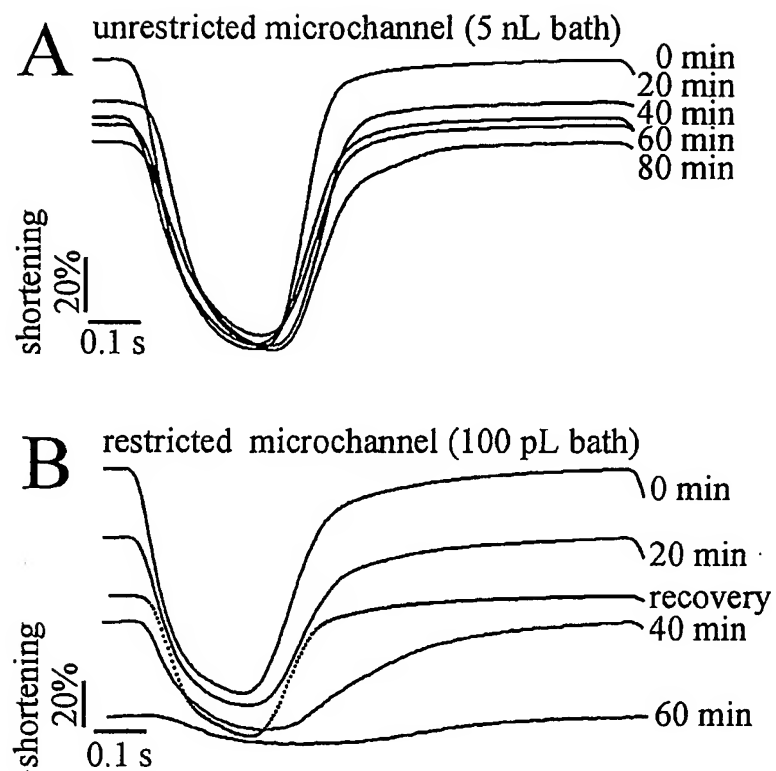 A
unrestricted microchannel (5 nL bath)
0 min
20 min
40 min
60 min
80 min
shortening
20%
0.1 s
B
restricted microchannel (100 pL bath)
0 min
20 min
recovery
40 min
60 min
shortening
20%
0.1 s